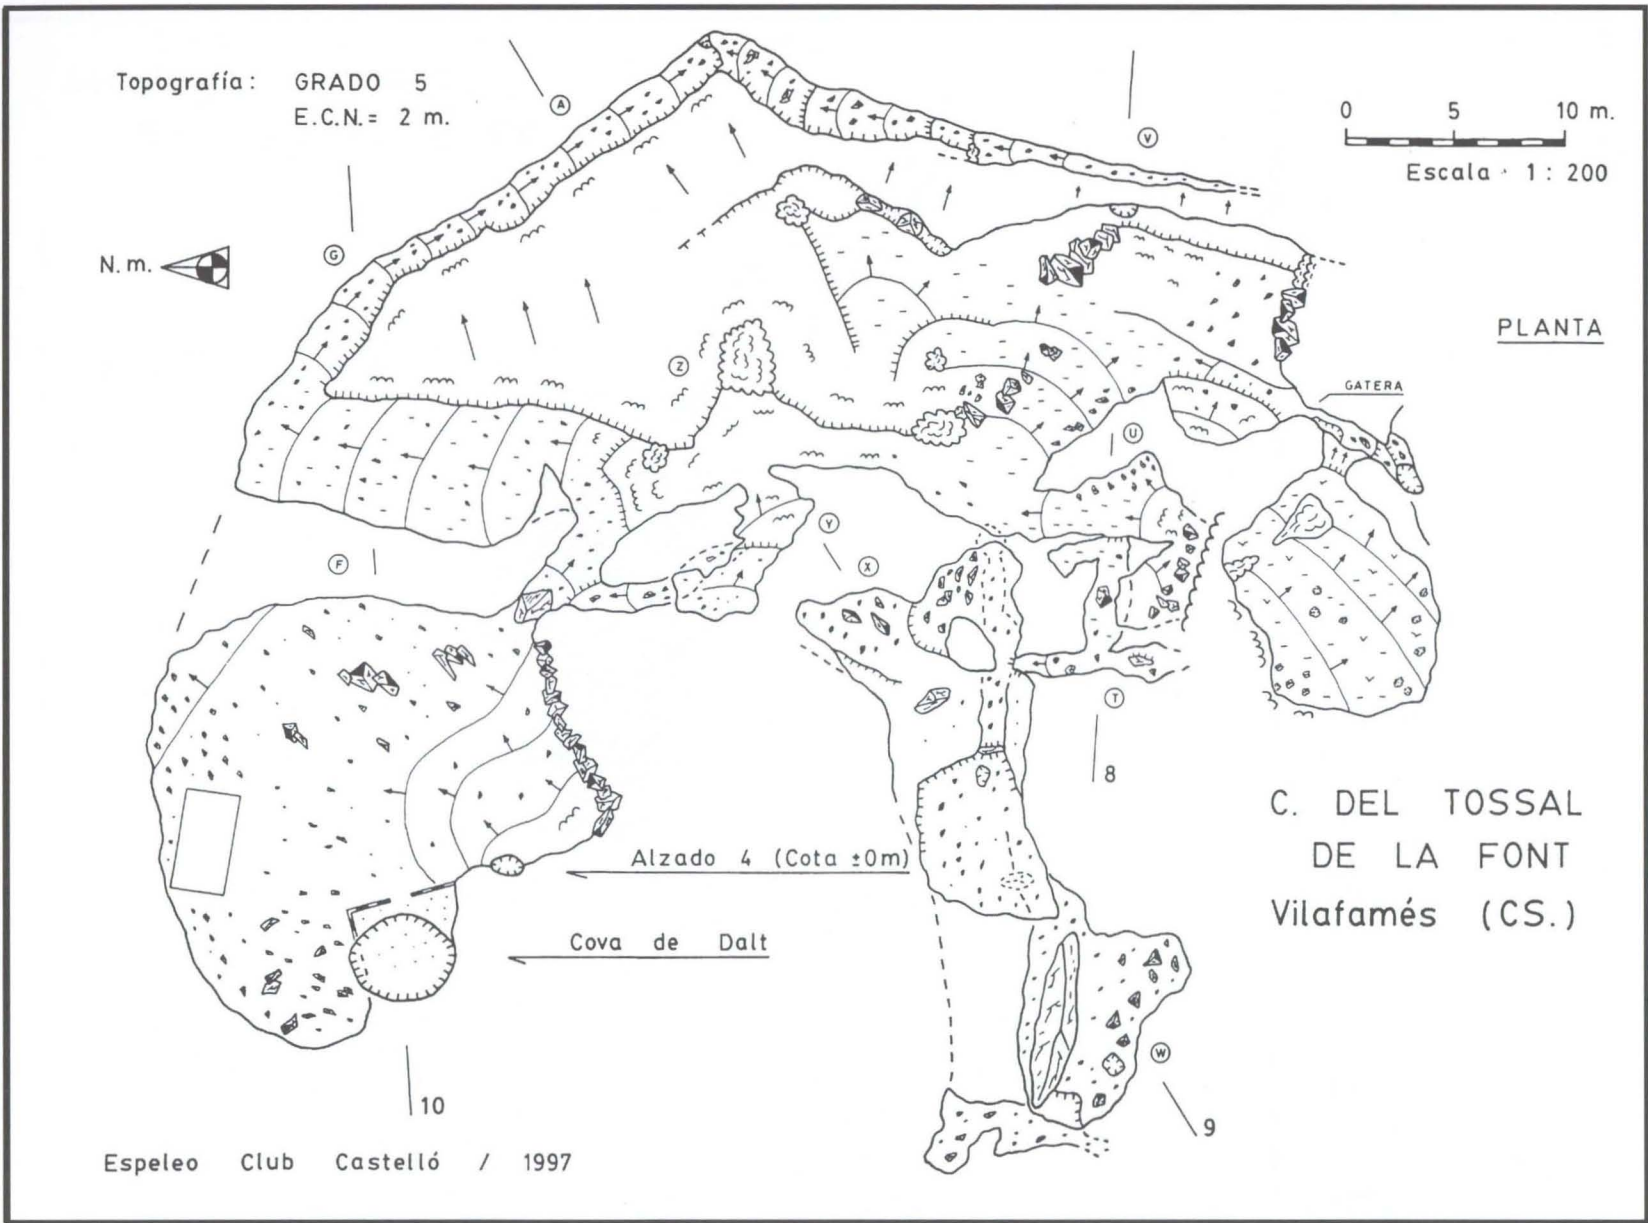 Topografía: GRADO 5
E.C.N.= 2 m.
0 5 10 m.
Escala 1: 200
N. m.
PLANTA
GATERA
A
V
G
Z
U
F
Y
X
T
8
C. DEL TOSSAL
DE LA FONT
Vilafamés (CS.)
Alzado 4 (Cota ±0m)
Cova de Dalt
W
10
9
Espeleo Club Castelló / 1997